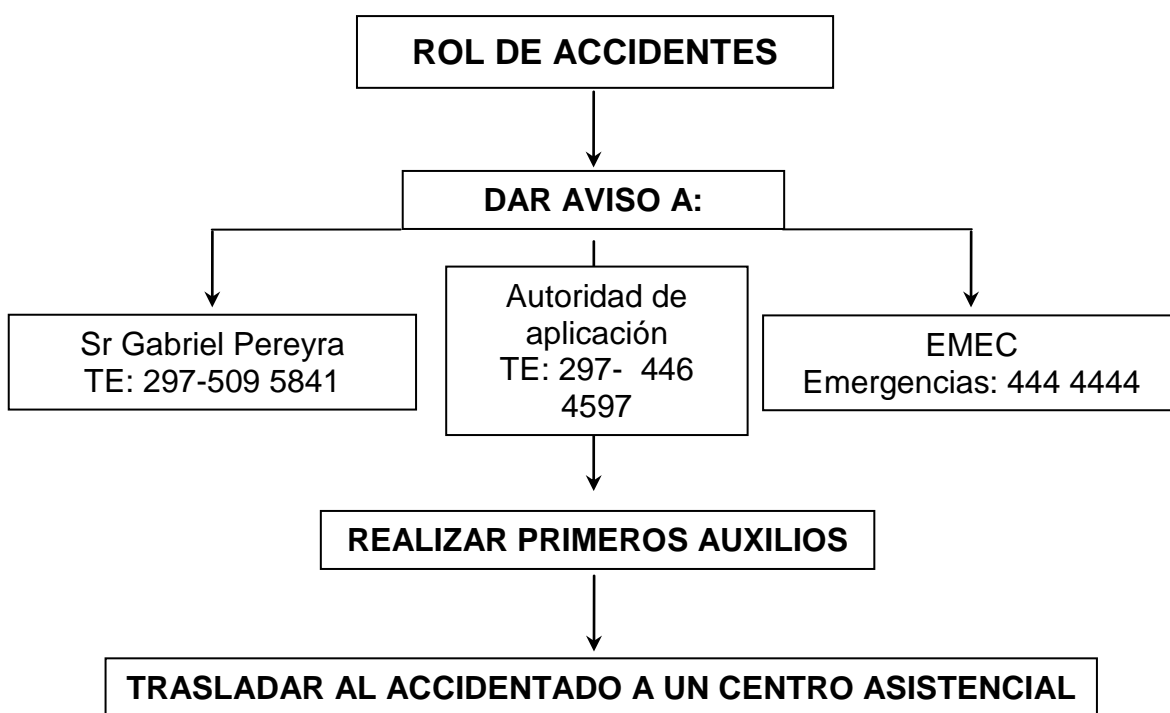 ROL DE ACCIDENTES
DAR AVISO A:
Sr Gabriel Pereyra
TE: 297-509 5841
Autoridad de
aplicación
TE: 297-  446
4597
EMEC
Emergencias: 444 4444
REALIZAR PRIMEROS AUXILIOS
TRASLADAR AL ACCIDENTADO A UN CENTRO ASISTENCIAL